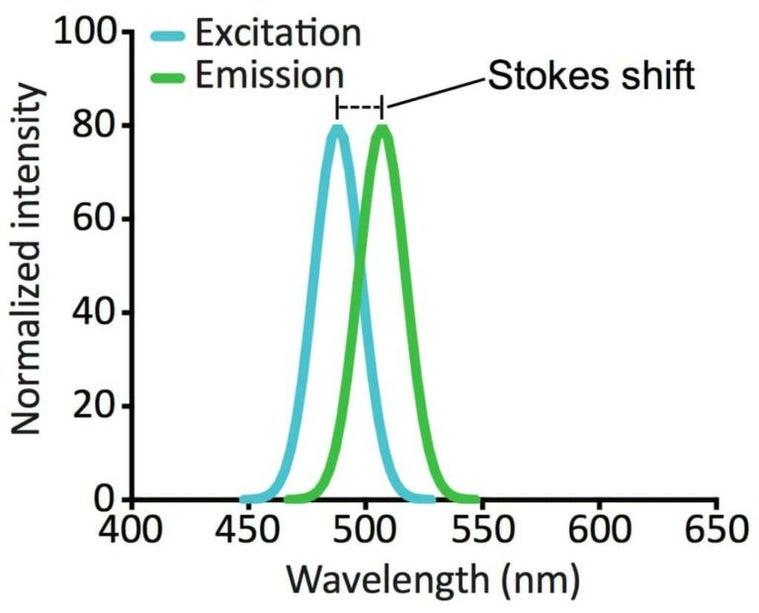 100
Excitation
Emission
Stokes shift
80
60
40
20
0
Normalized intensity
400 450 500 550 600 650
Wavelength (nm)